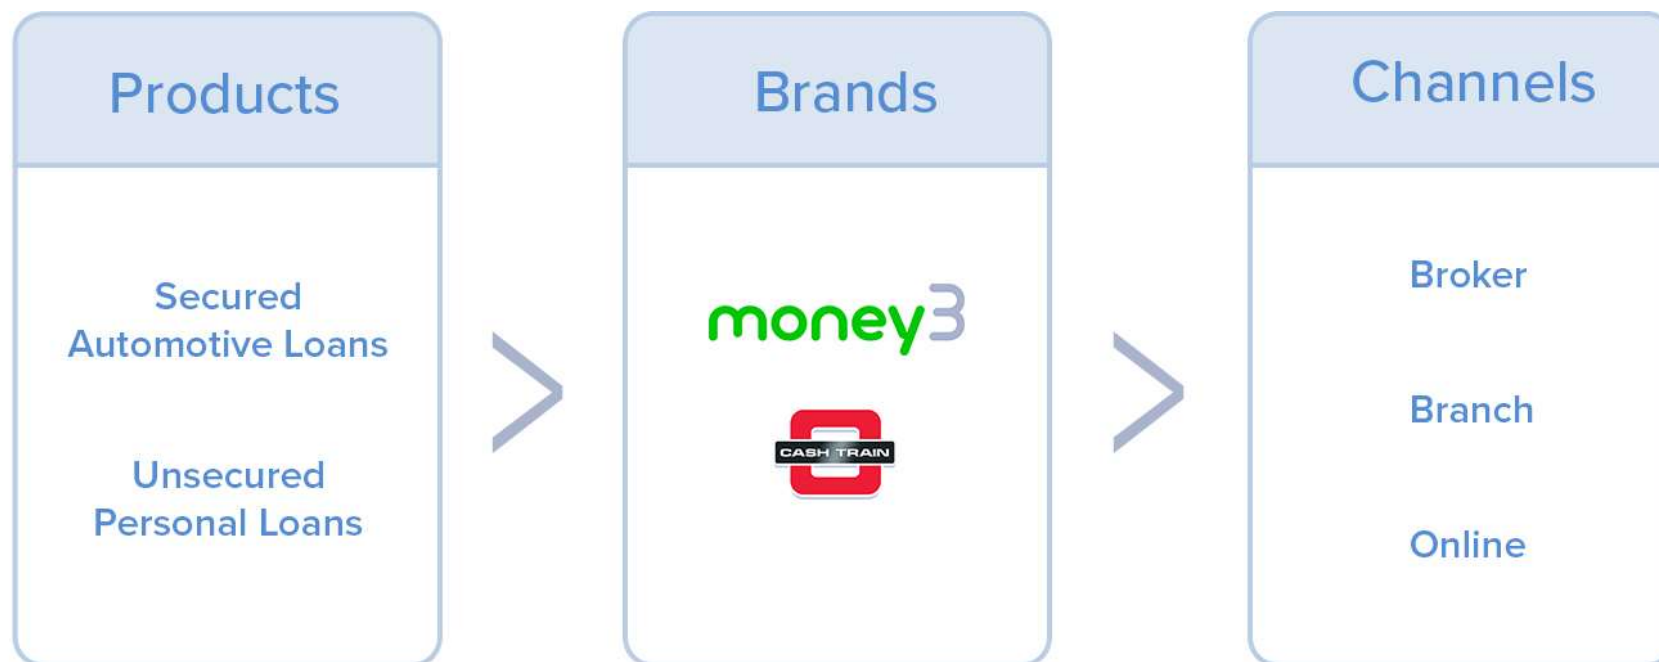 Products
Secured
Automotive Loans
Unsecured
Personal Loans
>
Brands
money3
CASH TRAIN
>
Channels
Broker
Branch
Online